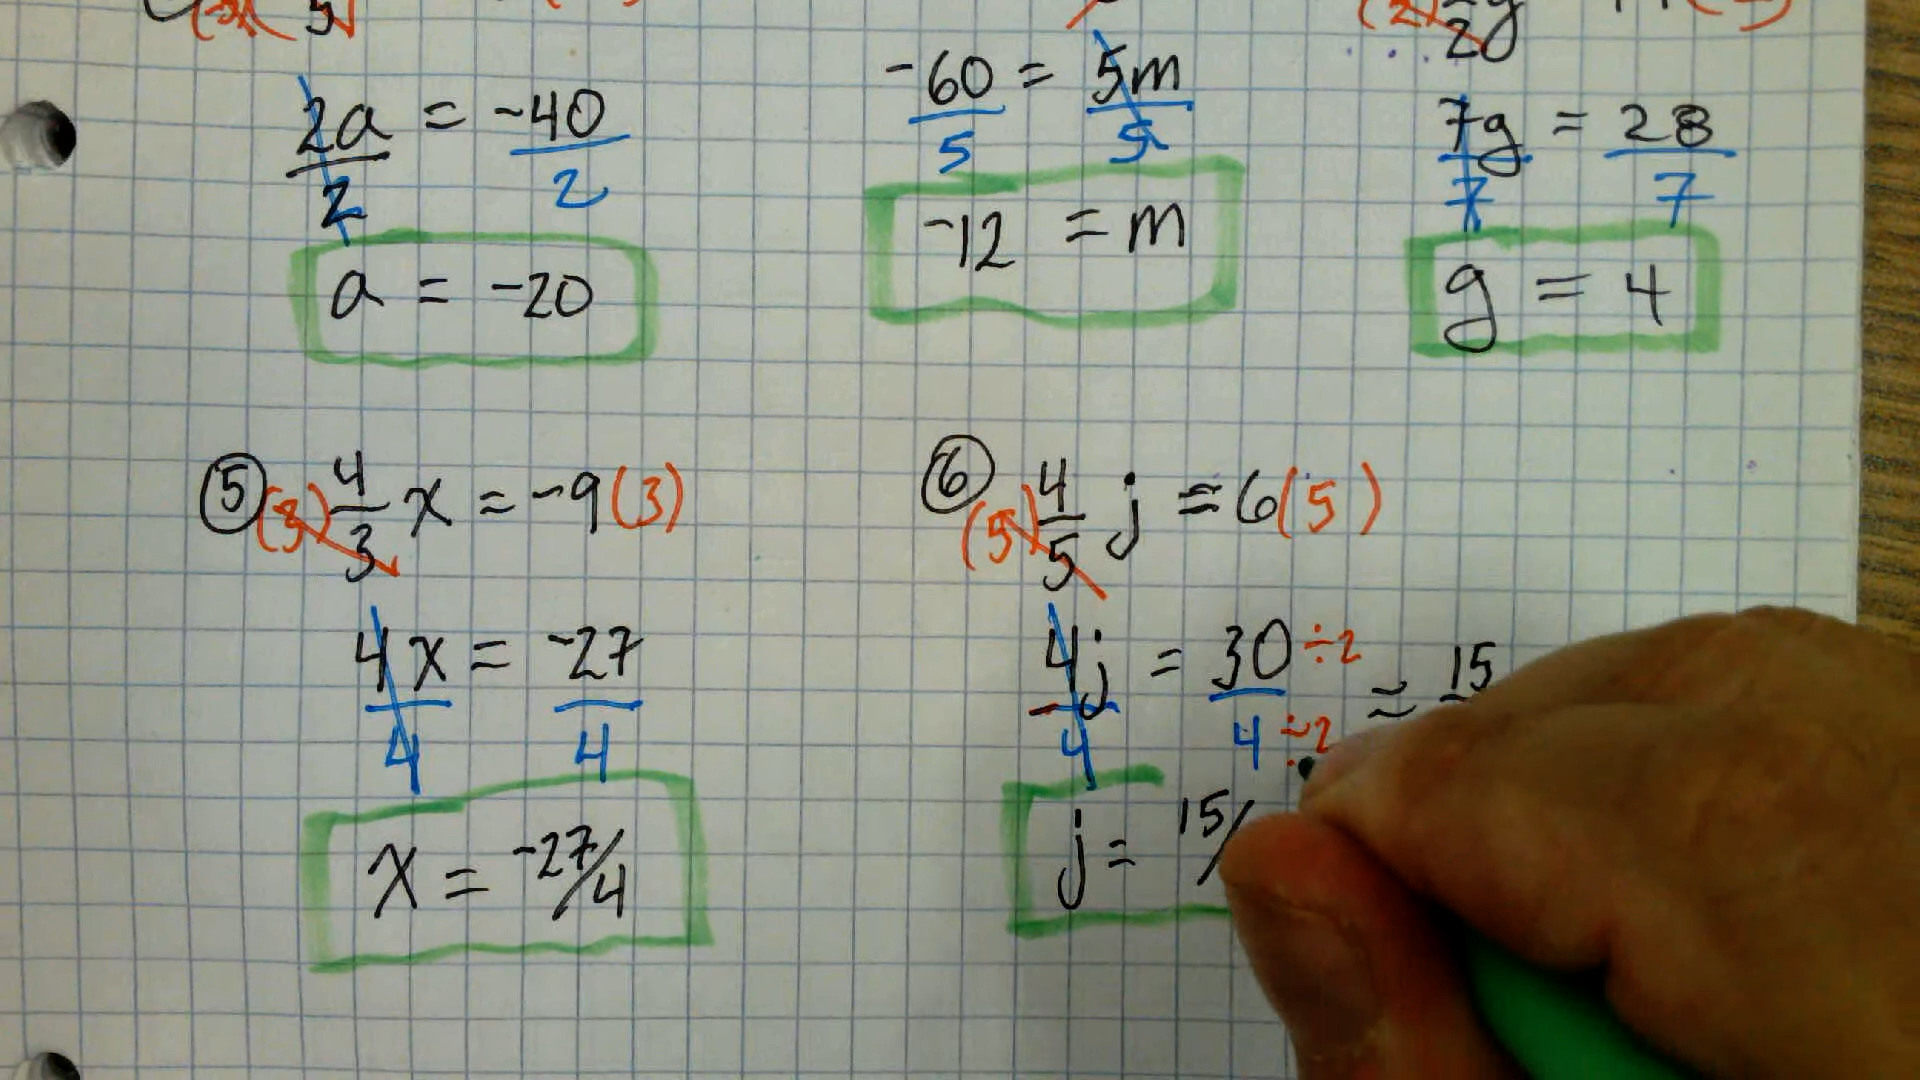 (2)
2g
2a = -40
2 2
a = -20
-60 = 5m
5 5
-12 = m
7g = 28
7 7
g = 4
⑤ (3) 4/3 x = -9 (3)
4x = -27
4 4
x = -27/4
⑥ (5) 4/5 j = 6 (5)
4j = 30 ÷2 = 15
4 4 ÷2
j = 15/